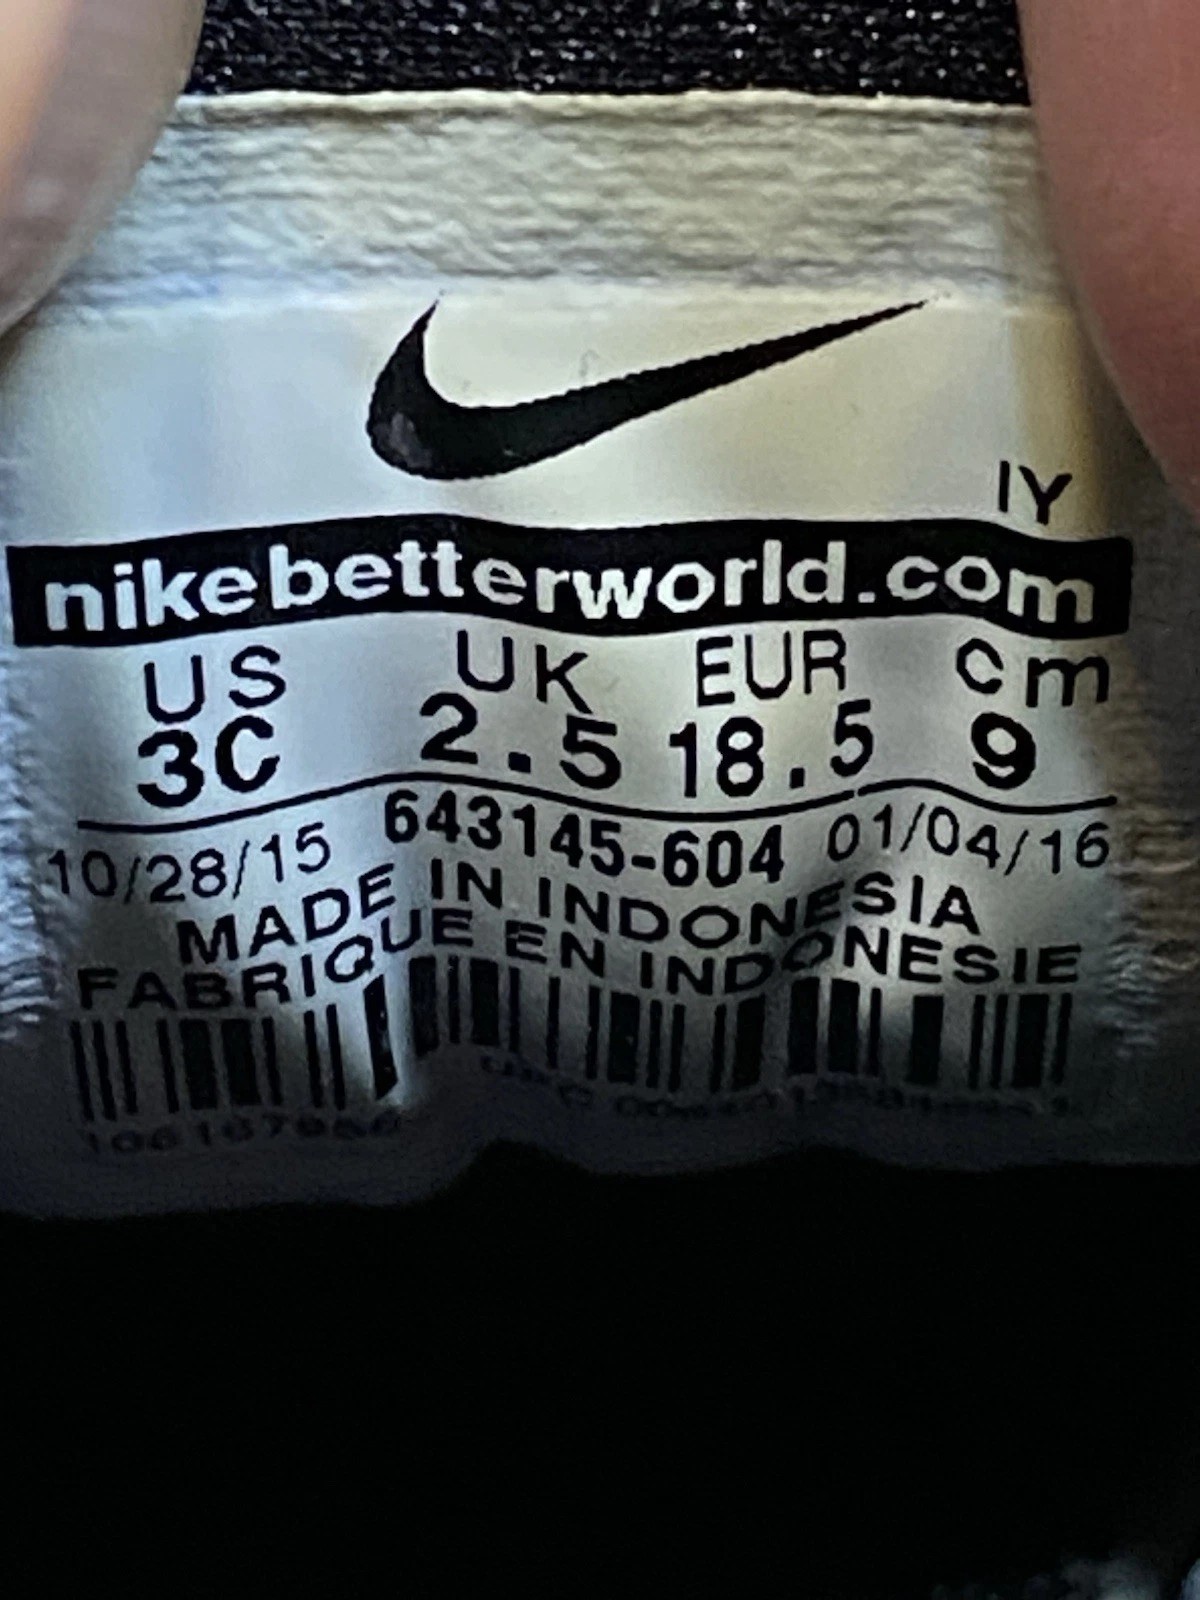 IY
nikebetterworld.com
US UK EUR cm
3C 2.5 18.5 9
10/28/15 643145-604 01/04/16
MADE IN INDONESIA
FABRIQUE EN INDONESIE